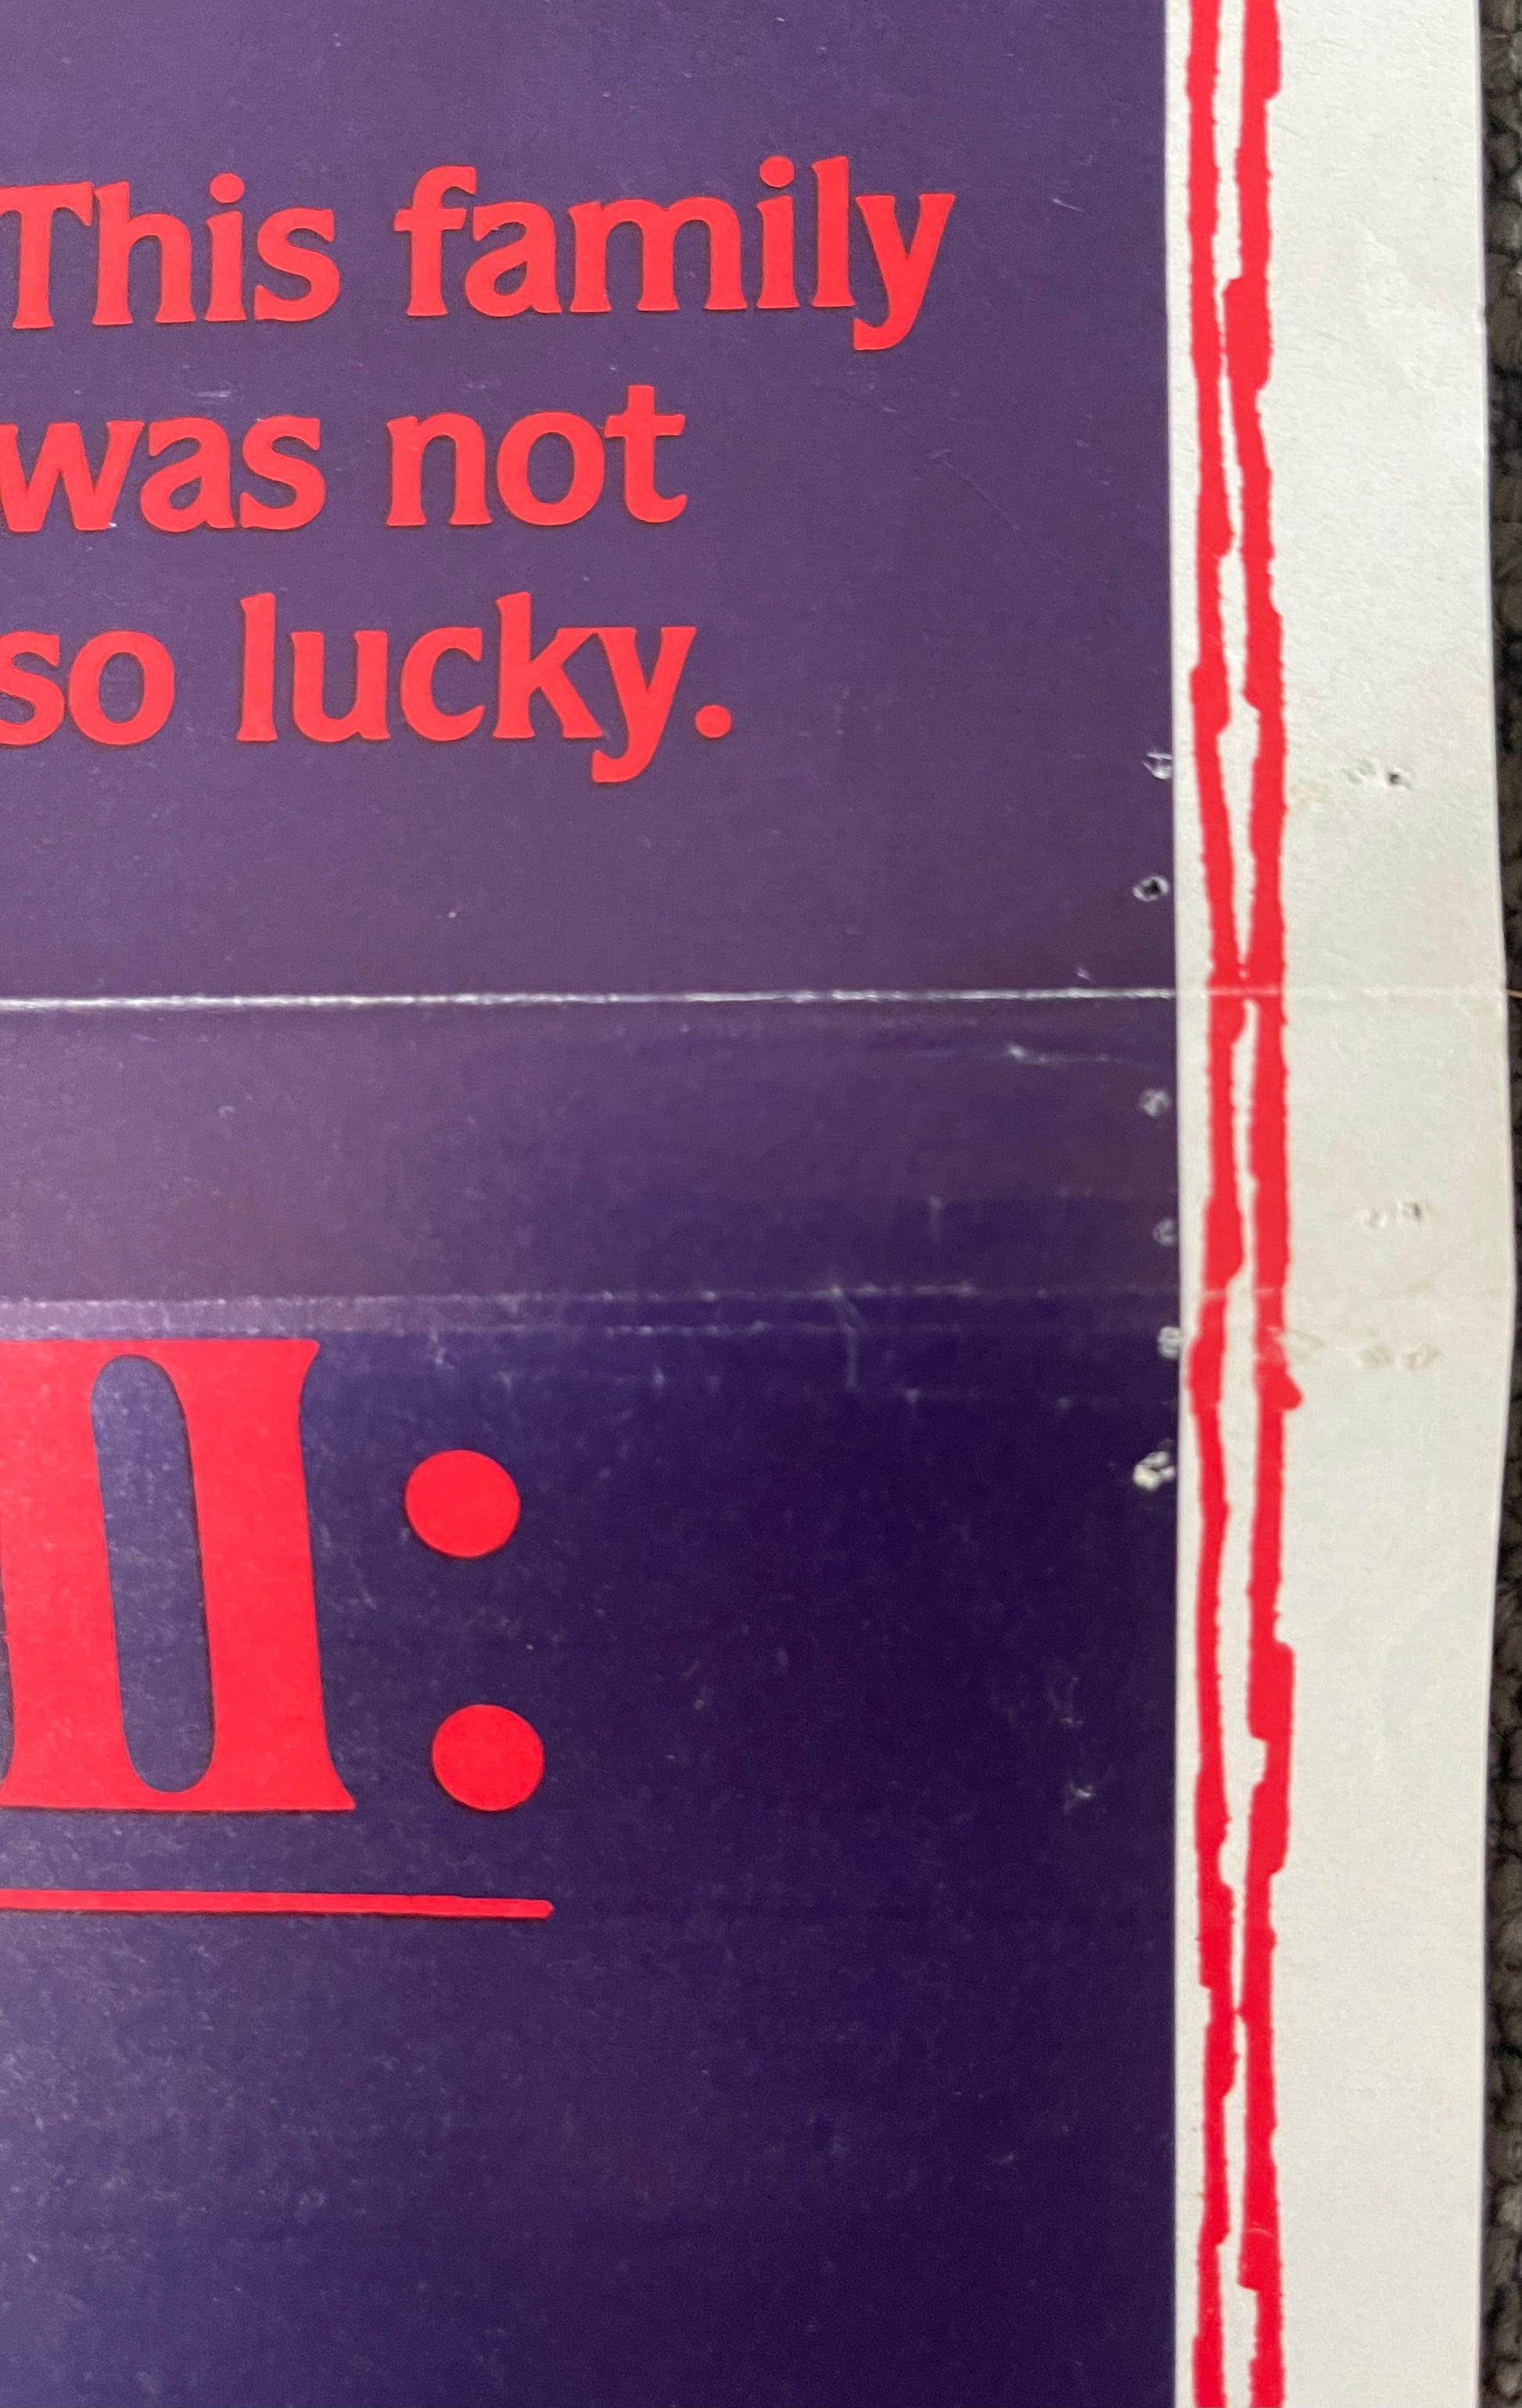 This family
was not
so lucky.
II: